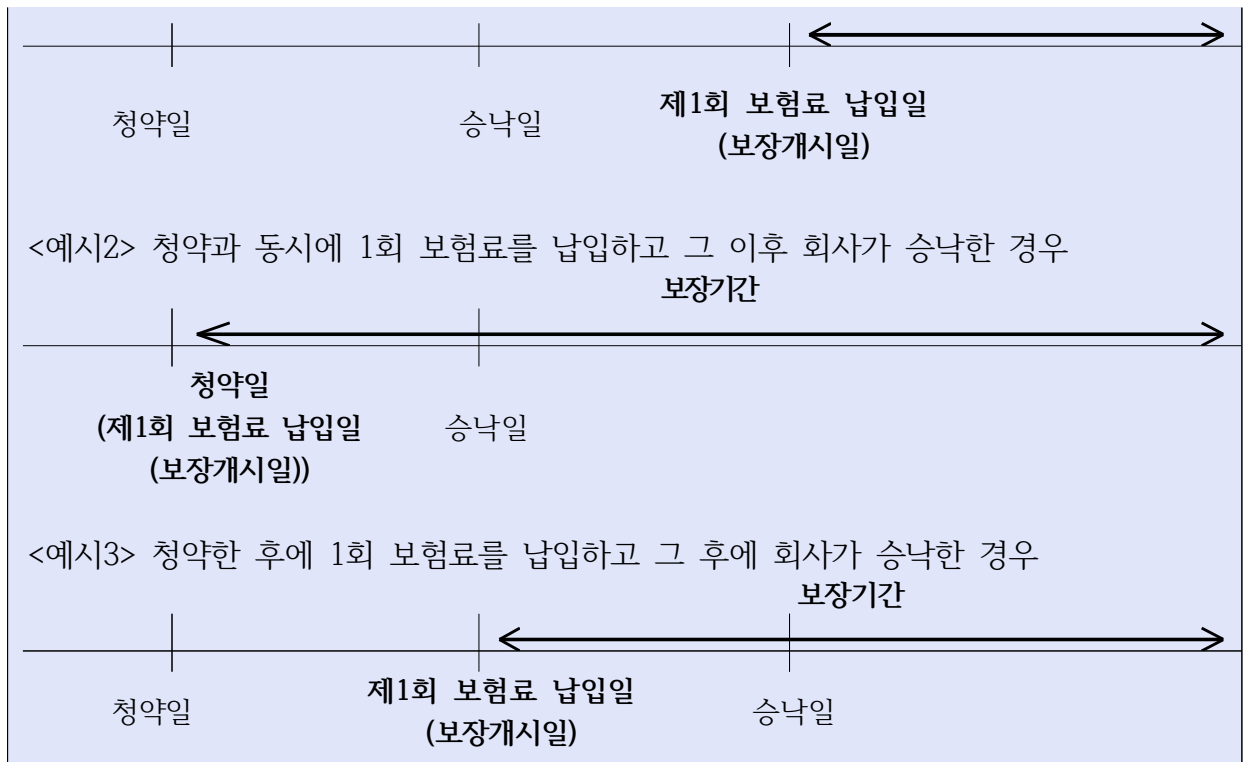 청약일 승낙일 제1회 보험료 납입일
(보장개시일)
<예시2> 청약과 동시에 1회 보험료를 납입하고 그 이후 회사가 승낙한 경우
보장기간
청약일
(제1회 보험료 납입일 승낙일
(보장개시일))
<예시3> 청약한 후에 1회 보험료를 납입하고 그 후에 회사가 승낙한 경우
보장기간
청약일 제1회 보험료 납입일 승낙일
(보장개시일)